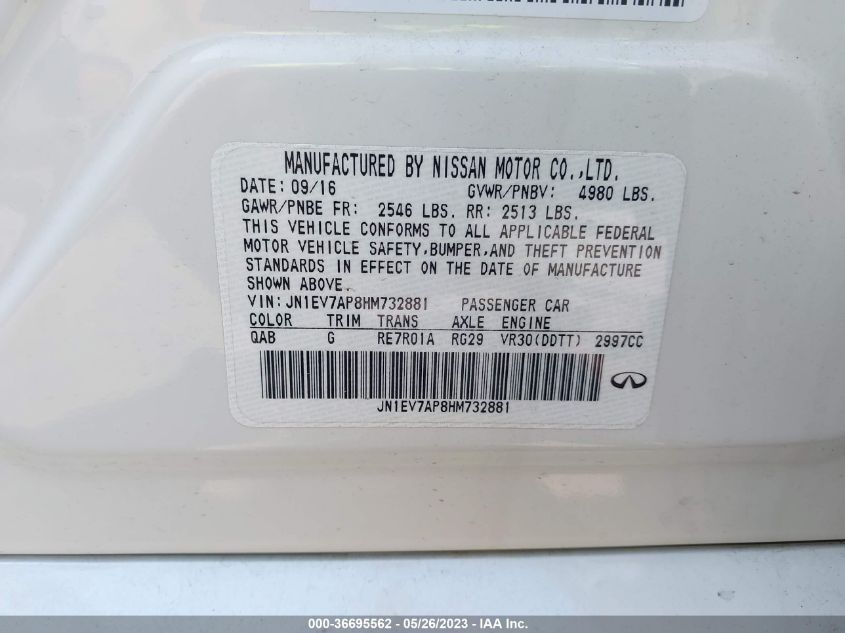 MANUFACTURED BY NISSAN MOTOR CO.,LTD.
DATE: 09/16 GVWR/PNBV: 4980 LBS.
GAWR/PNBE FR: 2546 LBS. RR: 2513 LBS.
THIS VEHICLE CONFORMS TO ALL APPLICABLE FEDERAL
MOTOR VEHICLE SAFETY,BUMPER,AND THEFT PREVENTION
STANDARDS IN EFFECT ON THE DATE OF MANUFACTURE
SHOWN ABOVE.
VIN:JN1EV7AP8HM732881 PASSENGER CAR
COLOR TRIM TRANS AXLE ENGINE
QAB G RE7R01A RG29 VR30(DDTT) 2997CC
JN1EV7AP8HM732881
000-36695562 - 05/26/2023 - IAA Inc.